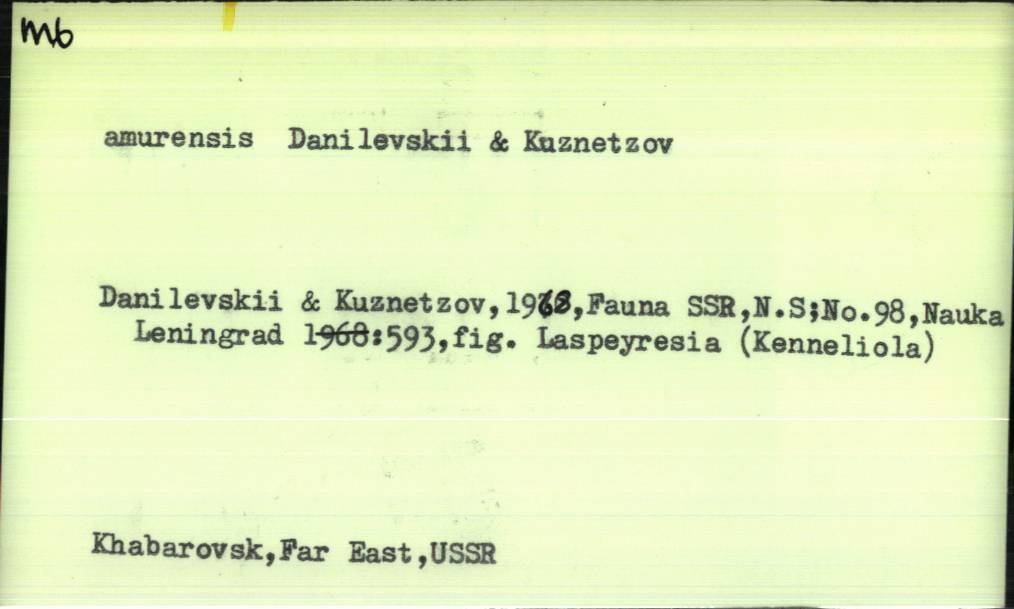 mb
amurensis Danilevskii & Kuznetzov
Danilevskii & Kuznetzov,1968,Fauna SSR,N.S;No.98,Nauka
Leningrad 1968:593,fig. Laspeyresia (Kenneliola)
Khabarovsk,Far East,USSR